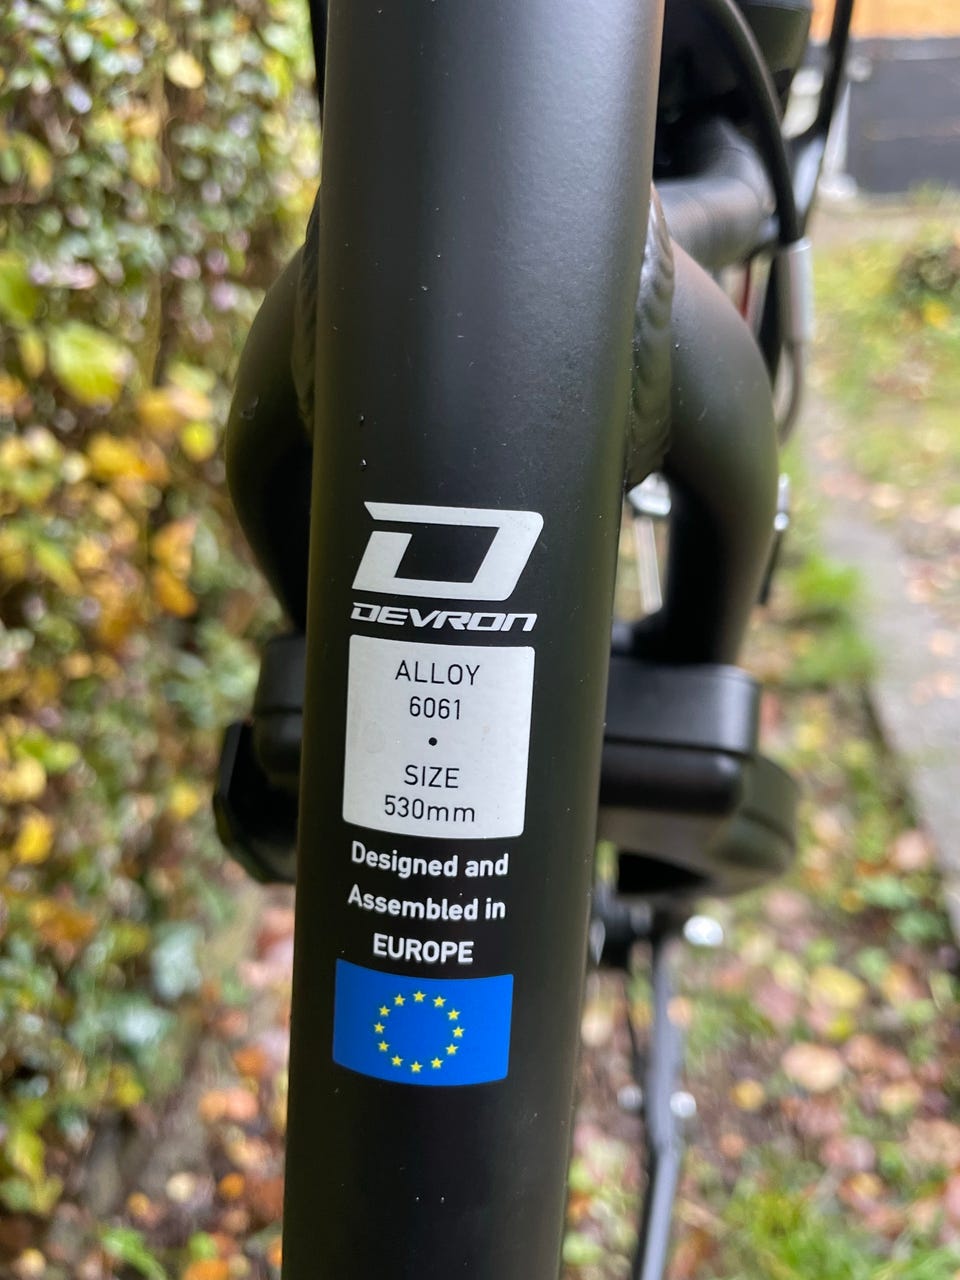 DEVRON
ALLOY
6061
•
SIZE
530mm
Designed and
Assembled in
EUROPE